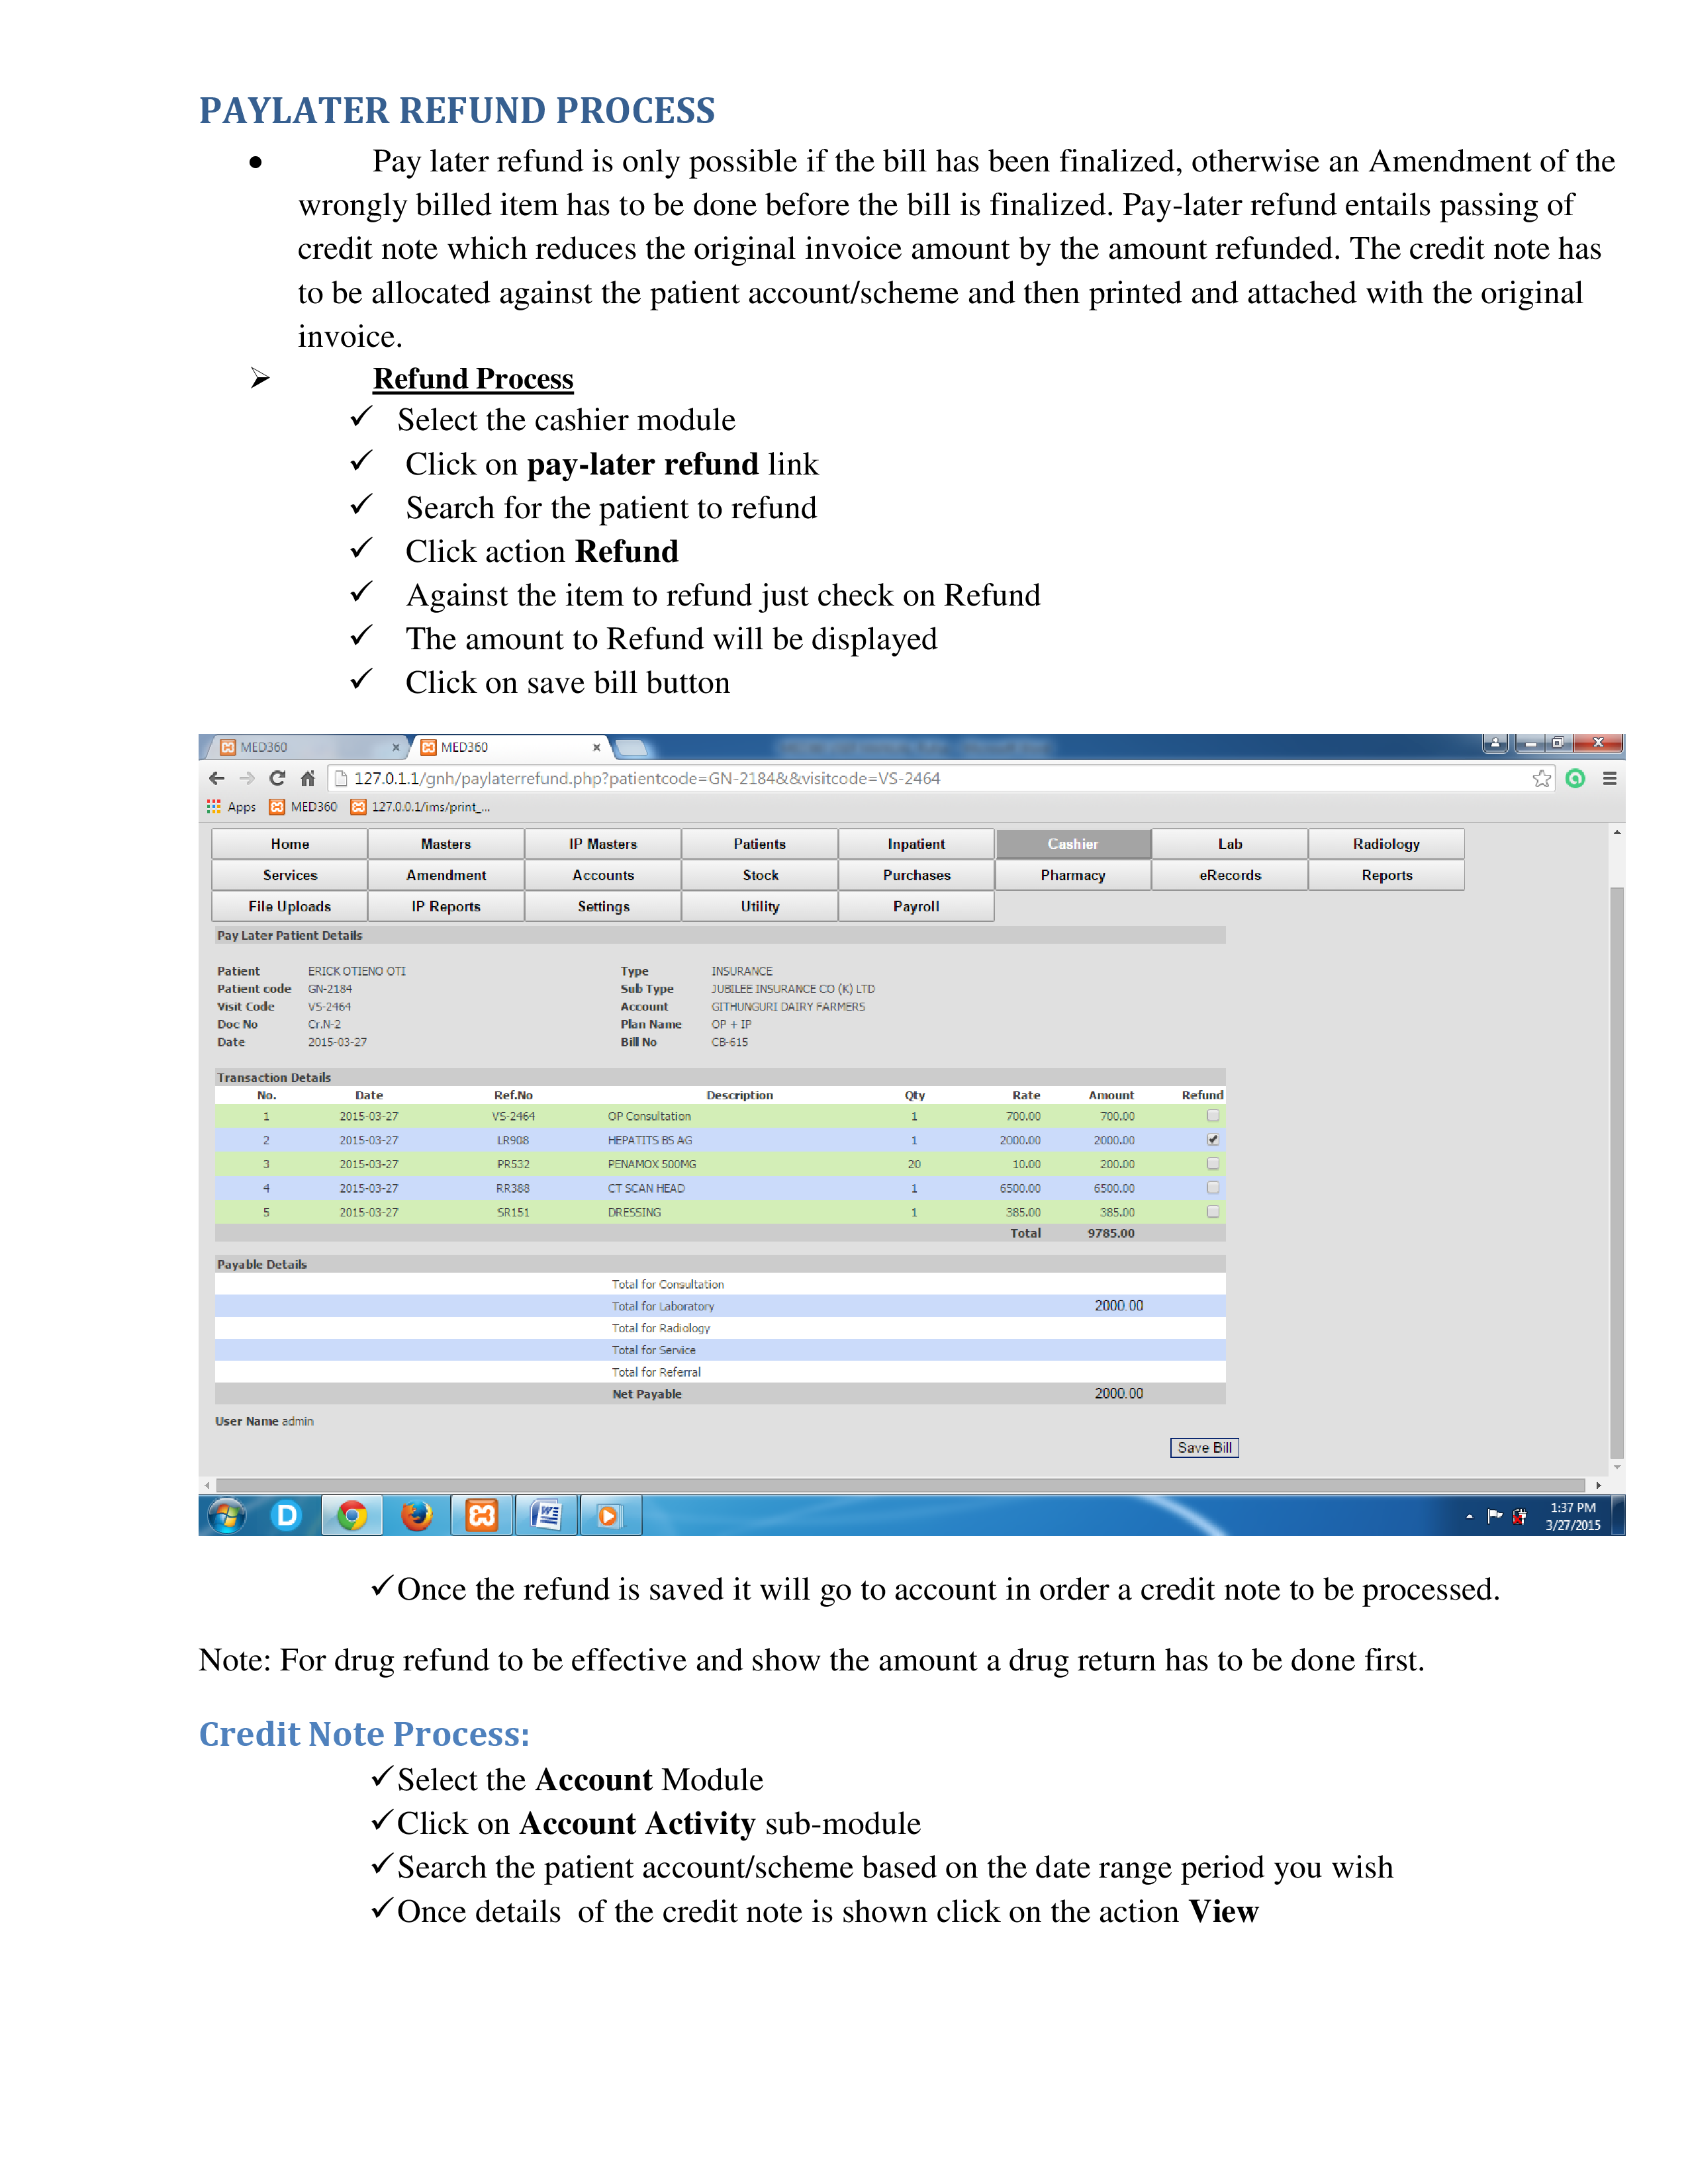 PAYLATER REFUND PROCESS
Pay later refund is only possible if the bill has been finalized, otherwise an Amendment of the
wrongly billed item has to be done before the bill is finalized. Pay-later refund entails passing of
credit note which reduces the original invoice amount by the amount refunded. The credit note has
to be allocated against the patient account/scheme and then printed and attached with the original
invoice.
Refund Process
Select the cashier module
Click on pay-later refund link
Search for the patient to refund
Click action Refund
Against the item to refund just check on Refund
The amount to Refund will be displayed
Click on save bill button
MED360 MED360
127.0.1.1/gnh/paylaterrefund.php?patientcode=GN-2184&&visitcode=VS-2464
Apps MED360 127.0.0.1/ims/print_...
Home Masters IP Masters Patients Inpatient Cashier Lab Radiology
Services Amendment Accounts Stock Purchases Pharmacy eRecords Reports
File Uploads IP Reports Settings Utility Payroll
Pay Later Patient Details
Patient ERICK OTIENO OTI Type INSURANCE
Patient code GN-2184 Sub Type JUBILEE INSURANCE CO (K) LTD
Visit Code VS-2464 Account GITHUNGURI DAIRY FARMERS
Doc No Cr.N-2 Plan Name OP + IP
Date 2015-03-27 Bill No CB-615
Transaction Details
No. Date Ref.No Description Qty Rate Amount Refund
1 2015-03-27 VS-2464 OP Consultation 1 700.00 700.00
2 2015-03-27 LR908 HEPATITS BS AG 1 2000.00 2000.00
3 2015-03-27 PR532 PENAMOX 500MG 20 10.00 200.00
4 2015-03-27 RR388 CT SCAN HEAD 1 6500.00 6500.00
5 2015-03-27 SR151 DRESSING 1 385.00 385.00
Total 9785.00
Payable Details
Total for Consultation
Total for Laboratory 2000.00
Total for Radiology
Total for Service
Total for Referral
Net Payable 2000.00
User Name admin
Save Bill
1:37 PM
3/27/2015
Once the refund is saved it will go to account in order a credit note to be processed.
Note: For drug refund to be effective and show the amount a drug return has to be done first.
Credit Note Process:
Select the Account Module
Click on Account Activity sub-module
Search the patient account/scheme based on the date range period you wish
Once details  of the credit note is shown click on the action View